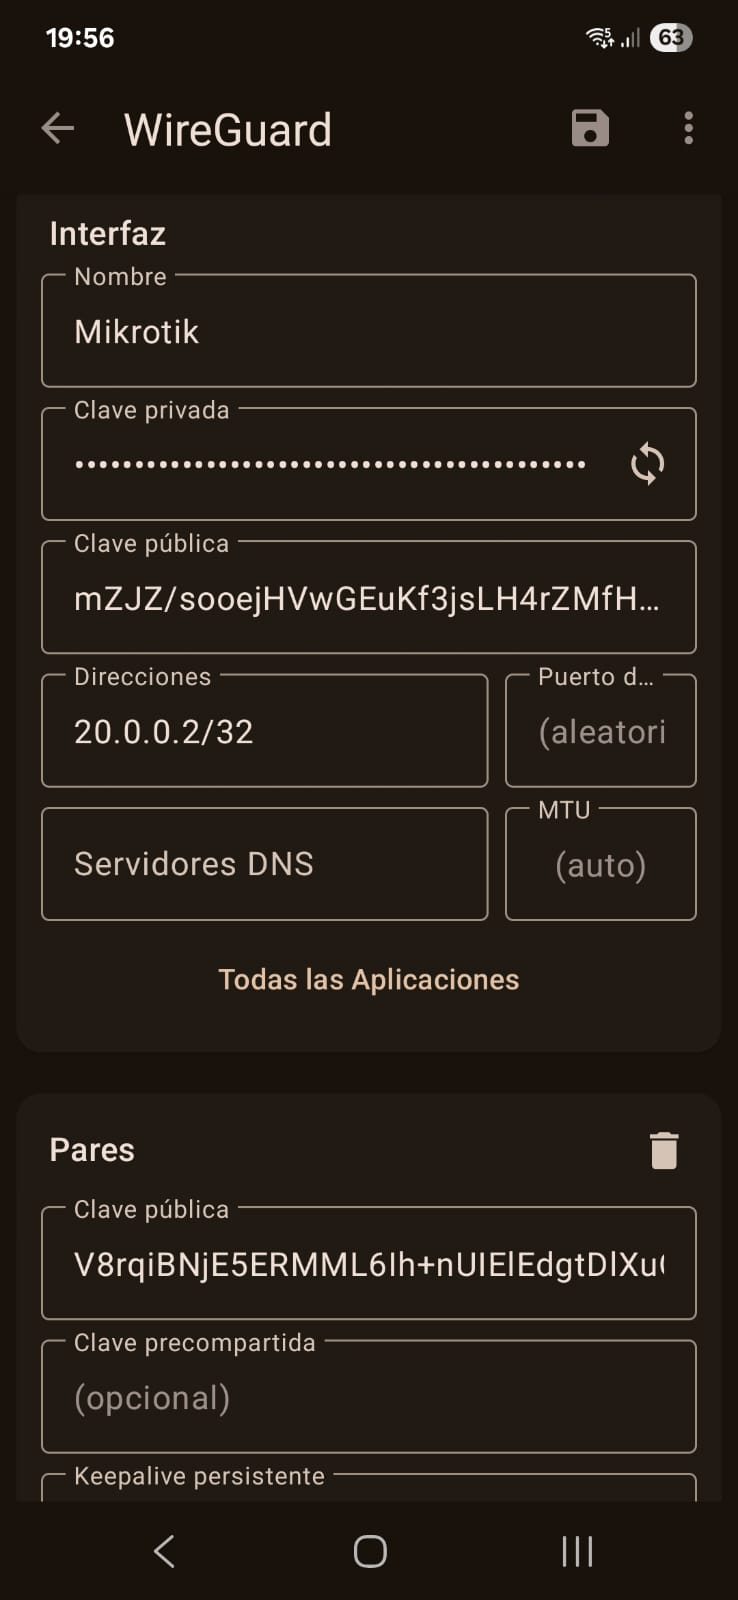 19:56
63
WireGuard
Interfaz
Nombre
Mikrotik
Clave privada
••••••••••••••••••••••••••••••••••••••••••••
Clave pública
mZJZ/sooejHVwGEuKf3jsLH4rZMfH...
Direcciones
20.0.0.2/32
Puerto d...
(aleatori
Servidores DNS
MTU
(auto)
Todas las Aplicaciones
Pares
Clave pública
V8rqiBNjE5ERMML6Ih+nUIElEdgtDlXu
Clave precompartida
(opcional)
Keepalive persistente